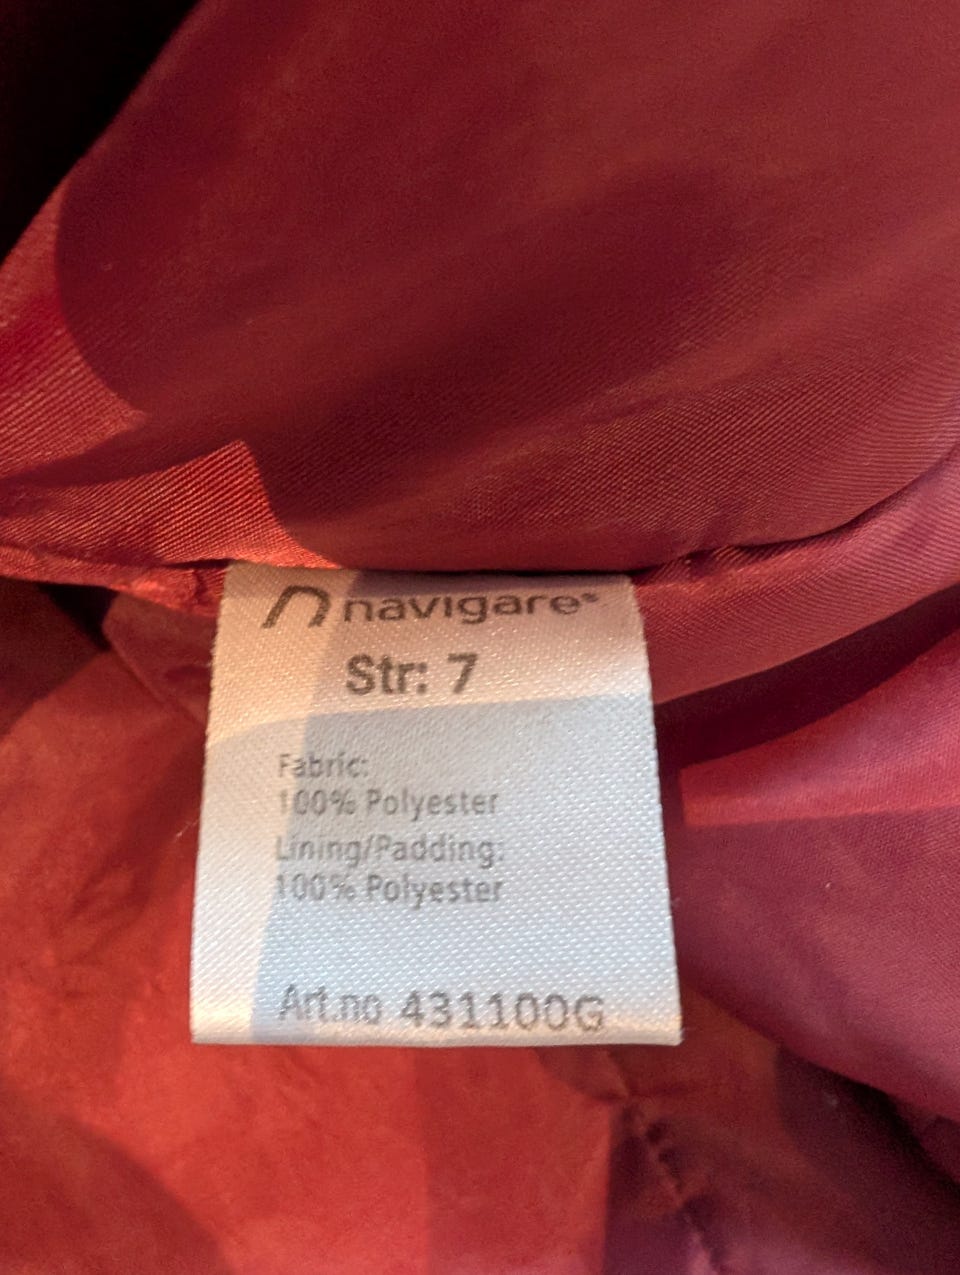 navigare®
Str: 7
Fabric:
100% Polyester
Lining/Padding:
100% Polyester
Art.no 431100G